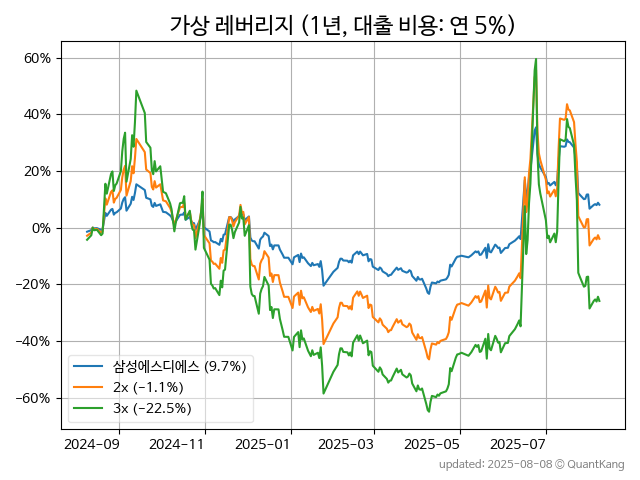 가상 레버리지 (1년, 대출 비용: 연 5%)
60%
40%
20%
0%
−20%
−40%
−60%
삼성에스디에스 (9.7%)
2x (−1.1%)
3x (−22.5%)
2024-09 2024-11 2025-01 2025-03 2025-05 2025-07
updated: 2025-08-08 © QuantKang